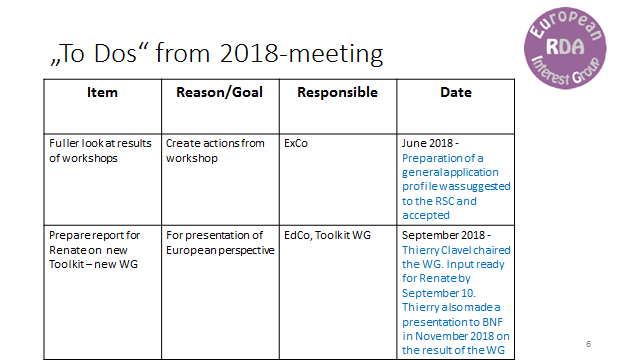 „To Dos“ from 2018-meeting
European
RDA
Interest Group
Item
Reason/Goal
Responsible
Date
Fuller look at results
of workshops
Create actions from
workshop
ExCo
June 2018 -
Preparation of a
general application
profile was suggested
to the RSC and
accepted
Prepare report for
Renate on new
Toolkit – new WG
For presentation of
European perspective
EdCo, Toolkit WG
September 2018 -
Thierry Clavel chaired
the WG. Input ready
for Renate by
September 10.
Thierry also made a
presentation to BNF
in November 2018 on
the result of the WG
6